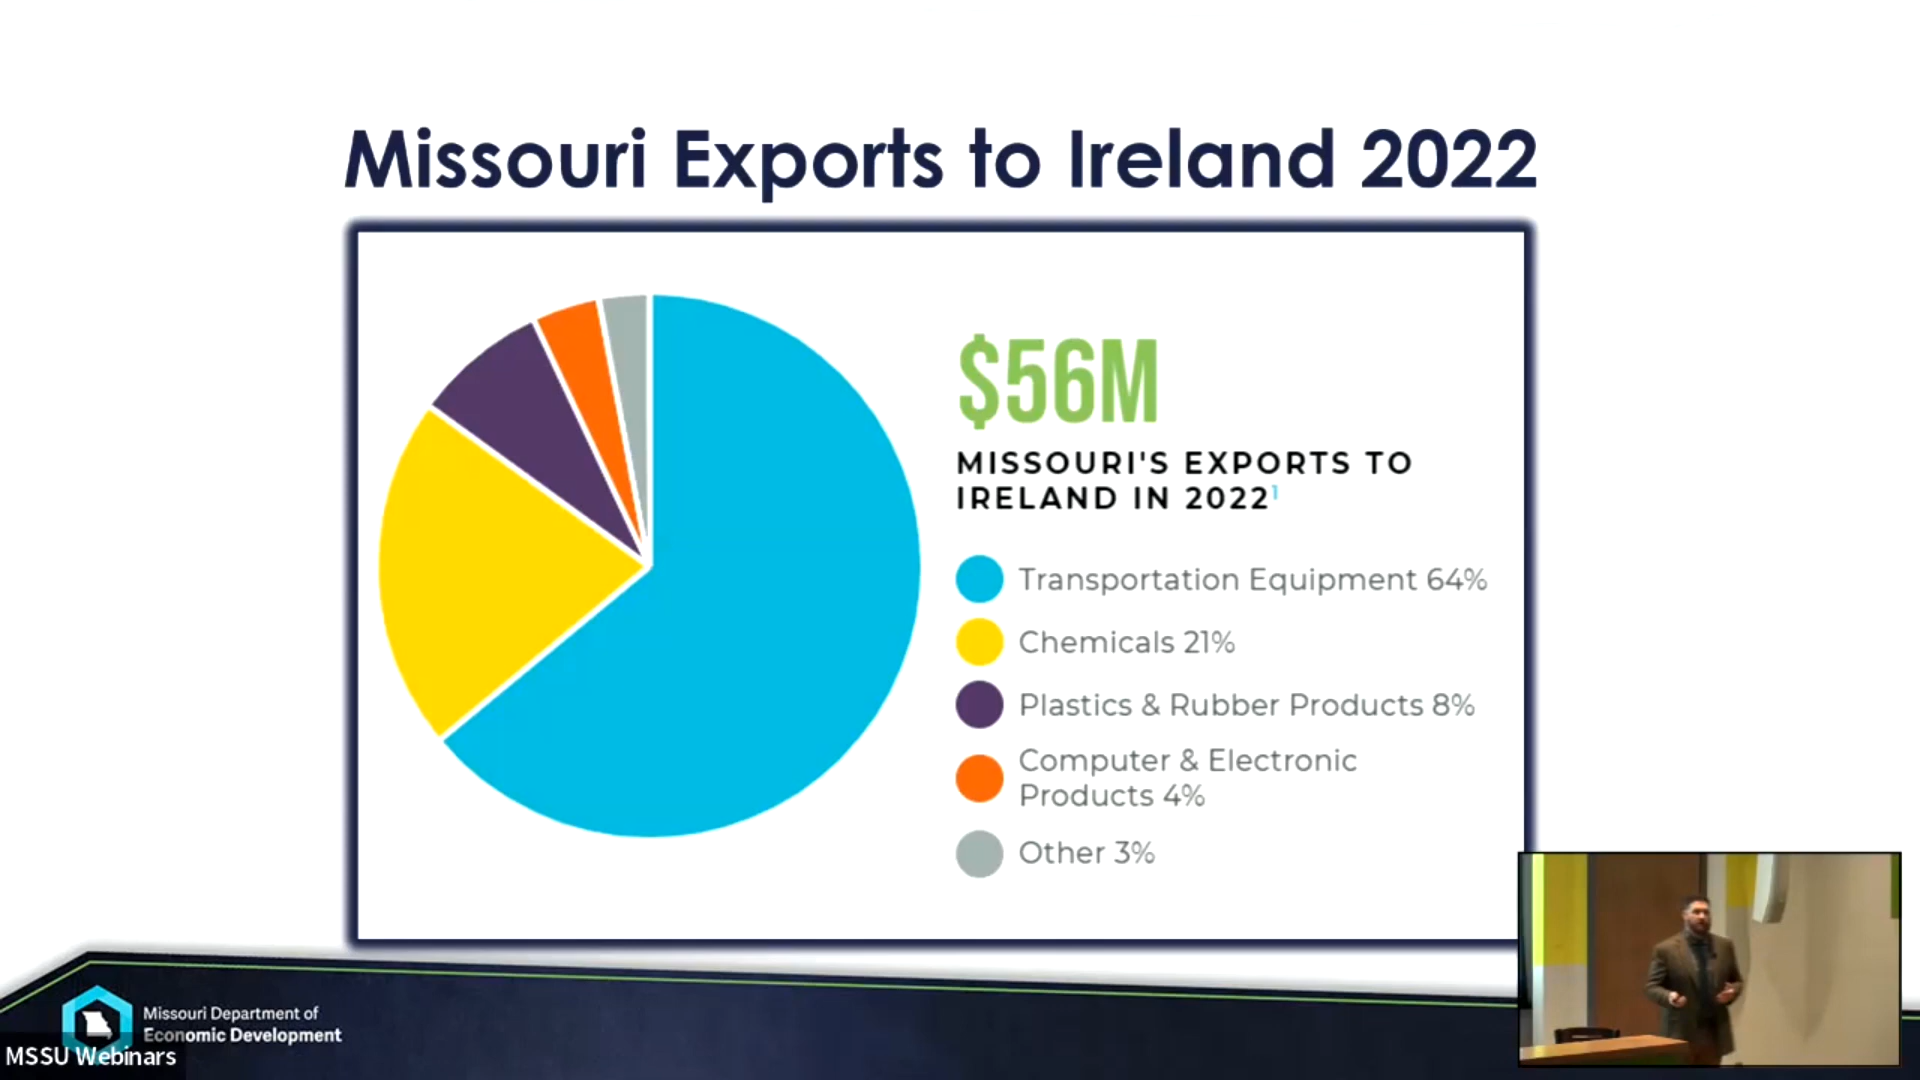 Missouri Exports to Ireland 2022
$56M
MISSOURI'S EXPORTS TO
IRELAND IN 2022¹
Transportation Equipment 64%
Chemicals 21%
Plastics & Rubber Products 8%
Computer & Electronic
Products 4%
Other 3%
Missouri Department of
Economic Development
MSSU Webinars